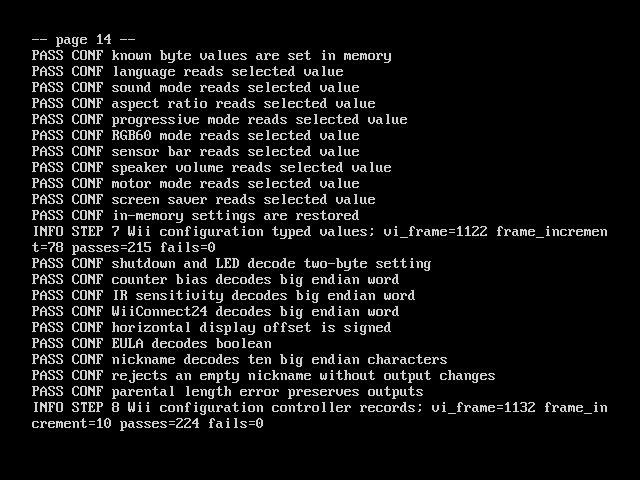 -- page 14 --
PASS CONF known byte values are set in memory
PASS CONF language reads selected value
PASS CONF sound mode reads selected value
PASS CONF aspect ratio reads selected value
PASS CONF progressive mode reads selected value
PASS CONF RGB60 mode reads selected value
PASS CONF sensor bar reads selected value
PASS CONF speaker volume reads selected value
PASS CONF motor mode reads selected value
PASS CONF screen saver reads selected value
PASS CONF in-memory settings are restored
INFO STEP 7 Wii configuration typed values; vi_frame=1122 frame_incremen
t=78 passes=215 fails=0
PASS CONF shutdown and LED decode two-byte setting
PASS CONF counter bias decodes big endian word
PASS CONF IR sensitivity decodes big endian word
PASS CONF WiiConnect24 decodes big endian word
PASS CONF horizontal display offset is signed
PASS CONF EULA decodes boolean
PASS CONF nickname decodes ten big endian characters
PASS CONF rejects an empty nickname without output changes
PASS CONF parental length error preserves outputs
INFO STEP 8 Wii configuration controller records; vi_frame=1132 frame_in
crement=10 passes=224 fails=0